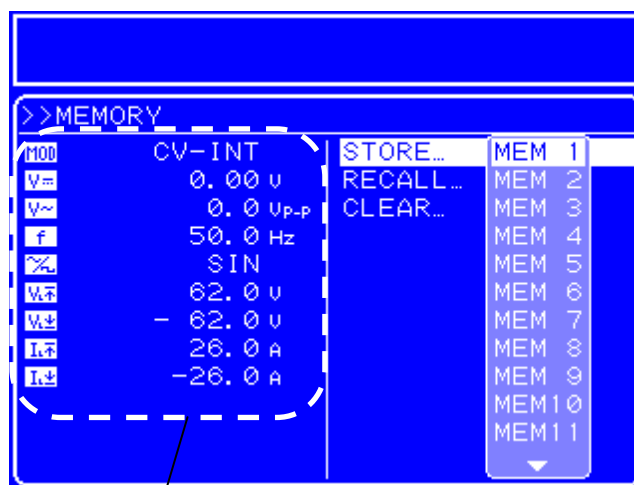 >>MEMORY
MOD CV-INT
V= 0.00 V
V~ 0.0 Vp-p
f 50.0 Hz
SIN
62.0 V
- 62.0 V
26.0 A
-26.0 A
STORE…
RECALL…
CLEAR…
MEM 1
MEM 2
MEM 3
MEM 4
MEM 5
MEM 6
MEM 7
MEM 8
MEM 9
MEM10
MEM11